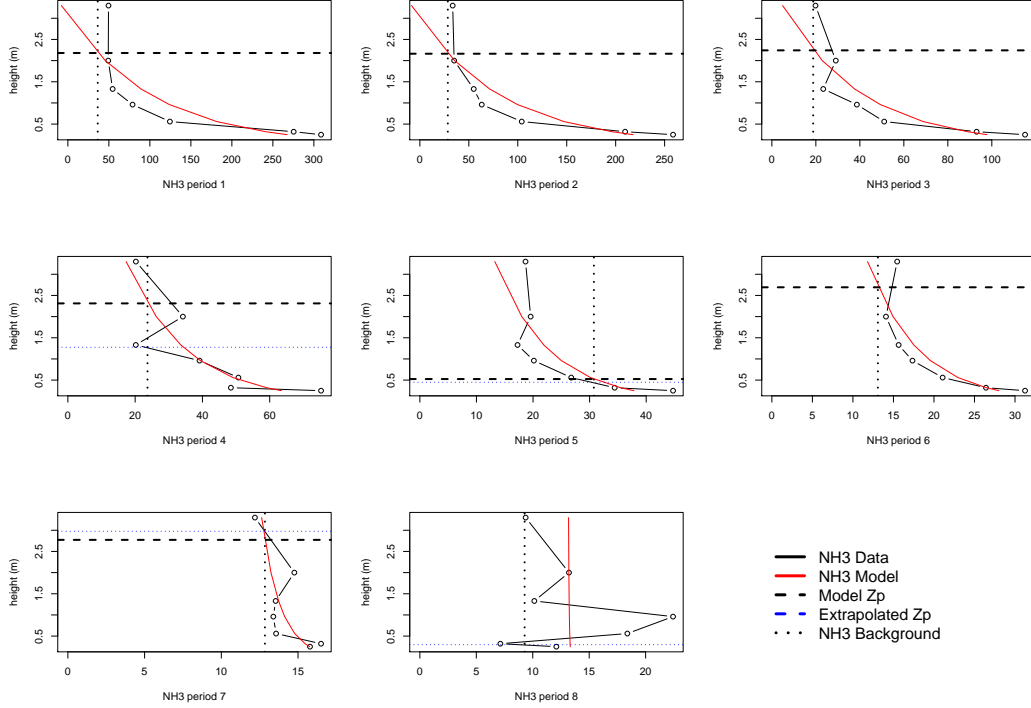 height (m)
0.5 1.5 2.5
0 50 100 150 200 250 300
NH3 period 1
height (m)
0.5 1.5 2.5
0 50 100 150 200 250
NH3 period 2
height (m)
0.5 1.5 2.5
0 20 40 60 80 100
NH3 period 3
height (m)
0.5 1.5 2.5
0 20 40 60
NH3 period 4
height (m)
0.5 1.5 2.5
0 10 20 30 40
NH3 period 5
height (m)
0.5 1.5 2.5
0 5 10 15 20 25 30
NH3 period 6
height (m)
0.5 1.5 2.5
0 5 10 15
NH3 period 7
height (m)
0.5 1.5 2.5
0 5 10 15 20
NH3 period 8
NH3 Data
NH3 Model
Model Zp
Extrapolated Zp
NH3 Background